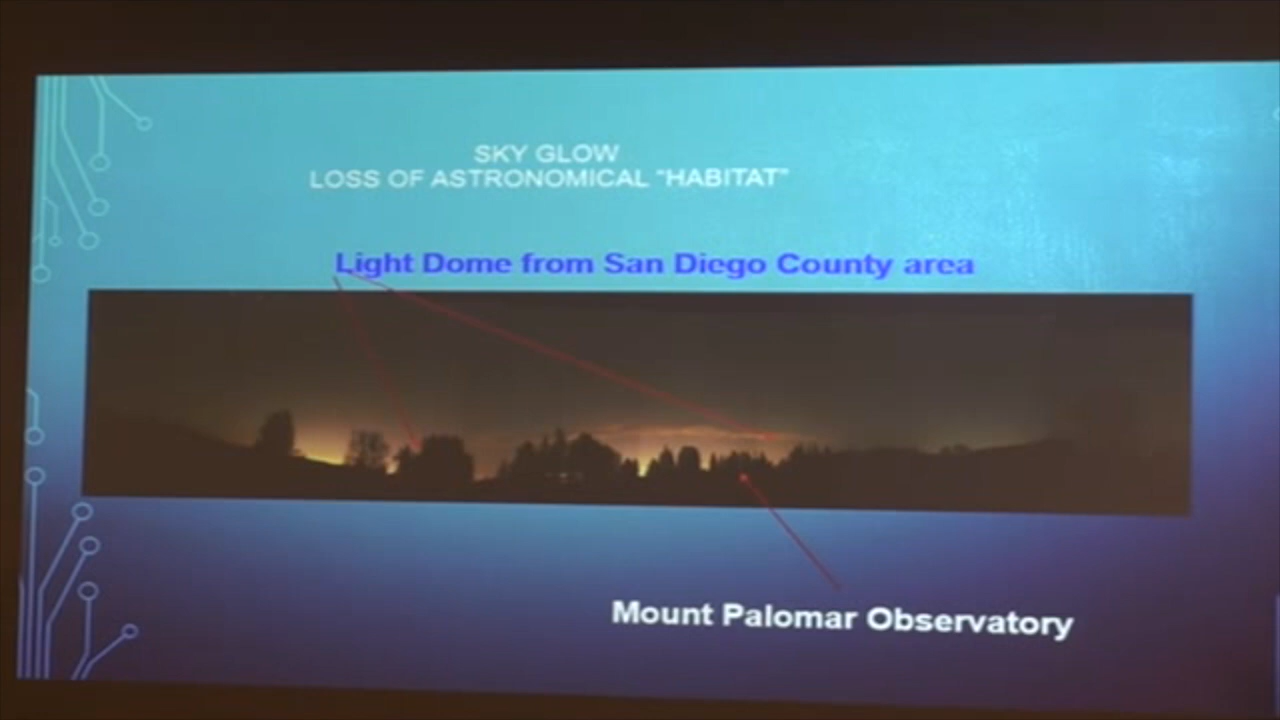 SKY GLOW
LOSS OF ASTRONOMICAL "HABITAT"
Light Dome from San Diego County area
Mount Palomar Observatory